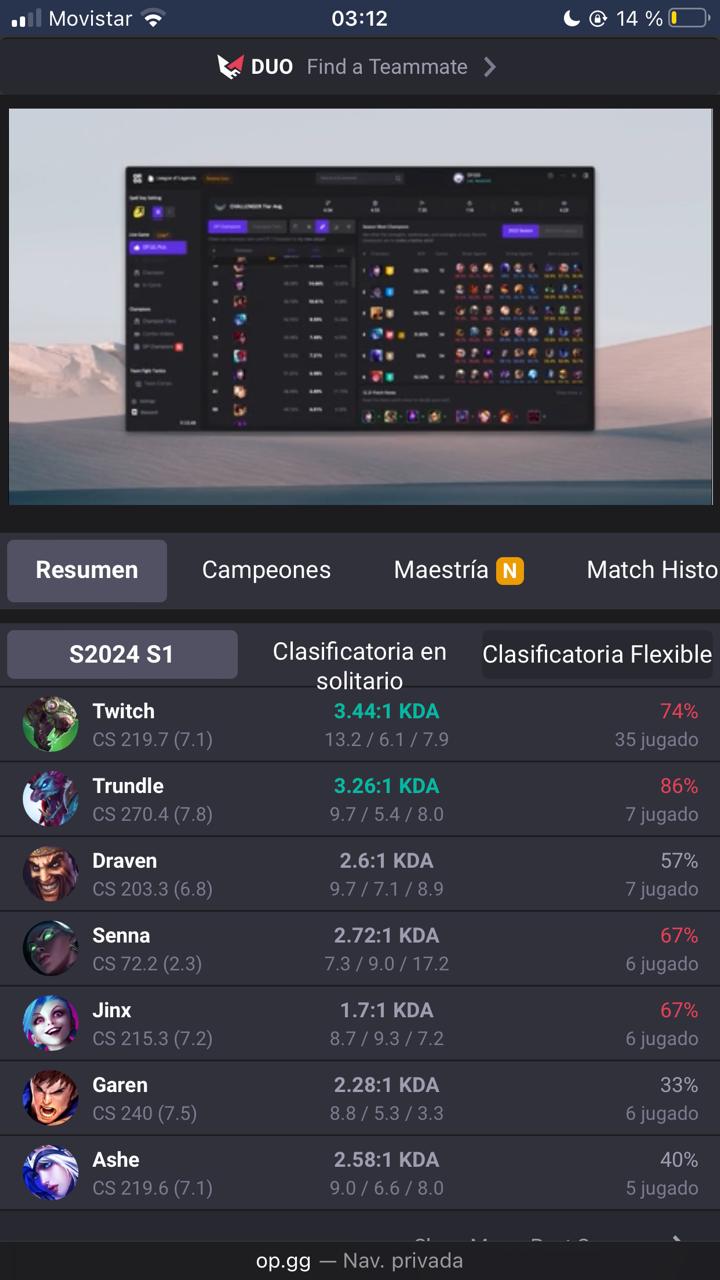 Movistar 03:12 14 %
DUO Find a Teammate
League of Legends
CHALLENGER Tier Avg.
Resumen Campeones Maestría N Match Histo
S2024 S1 Clasificatoria en solitario Clasificatoria Flexible
Twitch 3.44:1 KDA 74%
CS 219.7 (7.1) 13.2 / 6.1 / 7.9 35 jugado
Trundle 3.26:1 KDA 86%
CS 270.4 (7.8) 9.7 / 5.4 / 8.0 7 jugado
Draven 2.6:1 KDA 57%
CS 203.3 (6.8) 9.7 / 7.1 / 8.9 7 jugado
Senna 2.72:1 KDA 67%
CS 72.2 (2.3) 7.3 / 9.0 / 17.2 6 jugado
Jinx 1.7:1 KDA 67%
CS 215.3 (7.2) 8.7 / 9.3 / 7.2 6 jugado
Garen 2.28:1 KDA 33%
CS 240 (7.5) 8.8 / 5.3 / 3.3 6 jugado
Ashe 2.58:1 KDA 40%
CS 219.6 (7.1) 9.0 / 6.6 / 8.0 5 jugado
op.gg — Nav. privada